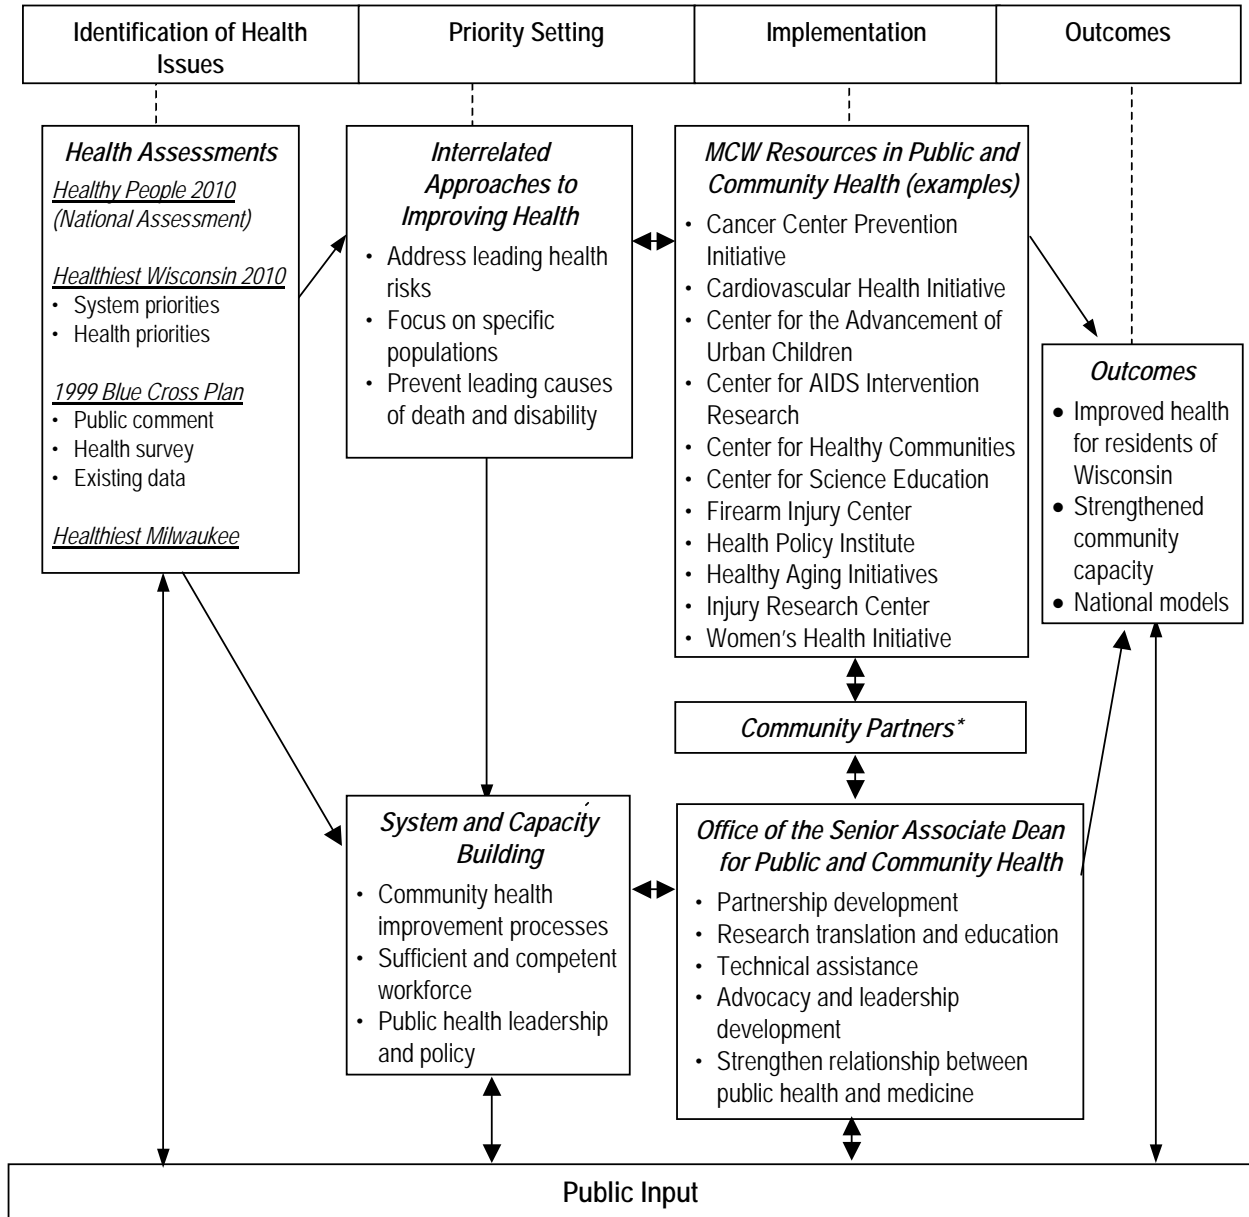 Identification of Health
Issues
Priority Setting
Implementation
Outcomes
Health Assessments
Healthy People 2010
(National Assessment)
Healthiest Wisconsin 2010
• System priorities
• Health priorities
1999 Blue Cross Plan
• Public comment
• Health survey
• Existing data
Healthiest Milwaukee
Interrelated
Approaches to
Improving Health
• Address leading health
risks
• Focus on specific
populations
• Prevent leading causes
of death and disability
MCW Resources in Public and
Community Health (examples)
• Cancer Center Prevention
Initiative
• Cardiovascular Health Initiative
• Center for the Advancement of
Urban Children
• Center for AIDS Intervention
Research
• Center for Healthy Communities
• Center for Science Education
• Firearm Injury Center
• Health Policy Institute
• Healthy Aging Initiatives
• Injury Research Center
• Women's Health Initiative
Outcomes
• Improved health
for residents of
Wisconsin
• Strengthened
community
capacity
• National models
Community Partners*
System and Capacity
Building
• Community health
improvement processes
• Sufficient and competent
workforce
• Public health leadership
and policy
Office of the Senior Associate Dean
for Public and Community Health
• Partnership development
• Research translation and education
• Technical assistance
• Advocacy and leadership
development
• Strengthen relationship between
public health and medicine
Public Input